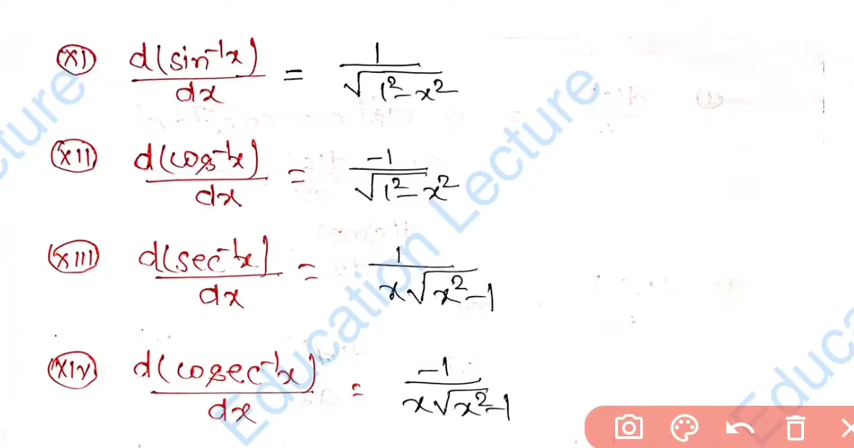 (XI) d(sin⁻¹x)/dx = 1/√(1²-x²)
(XII) d(cos⁻¹x)/dx = -1/√(1²-x²)
(XIII) d(sec⁻¹x)/dx = 1/x√(x²-1)
(XIV) d(cosec⁻¹x)/dx = -1/x√(x²-1)
Education Lecture